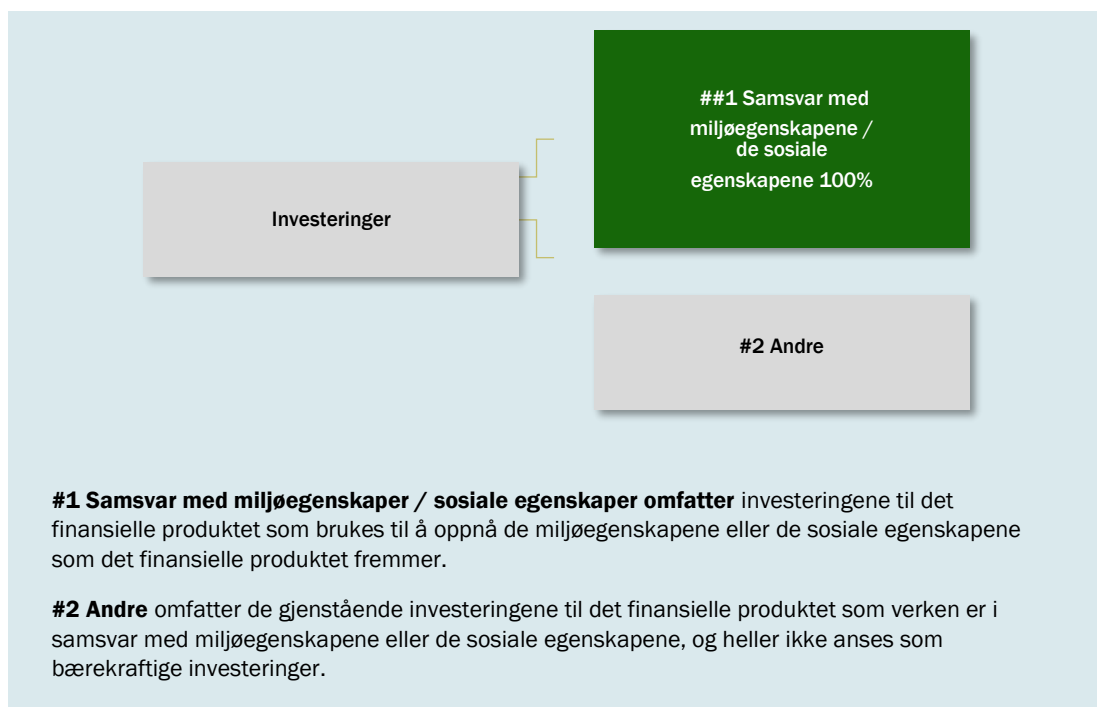 ##1 Samsvar med
miljøegenskapene /
de sosiale
egenskapene 100%
Investeringer
#2 Andre
#1 Samsvar med miljøegenskaper / sosiale egenskaper omfatter investeringene til det
finansielle produktet som brukes til å oppnå de miljøegenskapene eller de sosiale egenskapene
som det finansielle produktet fremmer.
#2 Andre omfatter de gjenstående investeringene til det finansielle produktet som verken er i
samsvar med miljøegenskapene eller de sosiale egenskapene, og heller ikke anses som
bærekraftige investeringer.